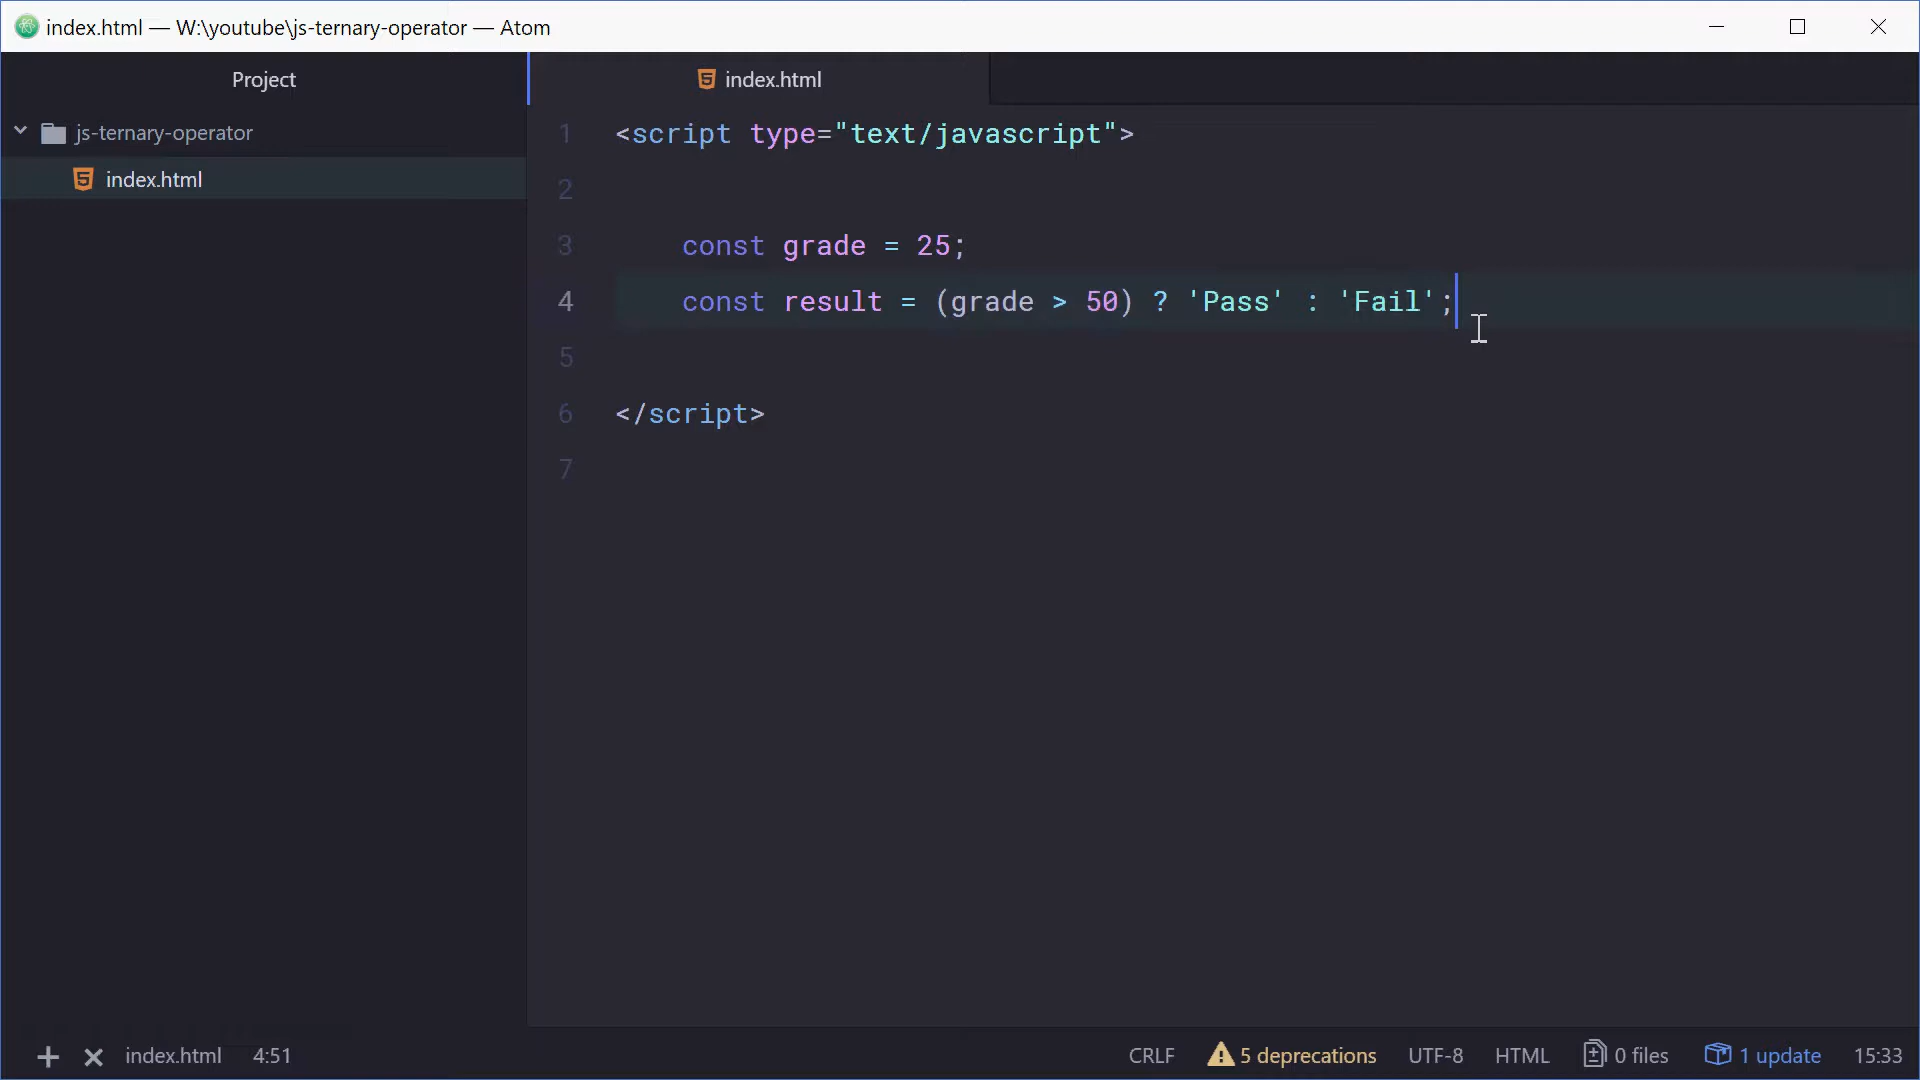 index.html — W:\youtube\js-ternary-operator — Atom
Project
index.html
js-ternary-operator
index.html
1 <script type="text/javascript">
2
3 const grade = 25;
4 const result = (grade > 50) ? 'Pass' : 'Fail';
5
6 </script>
7
+ × index.html 4:51 CRLF 5 deprecations UTF-8 HTML 0 files 1 update 15:33